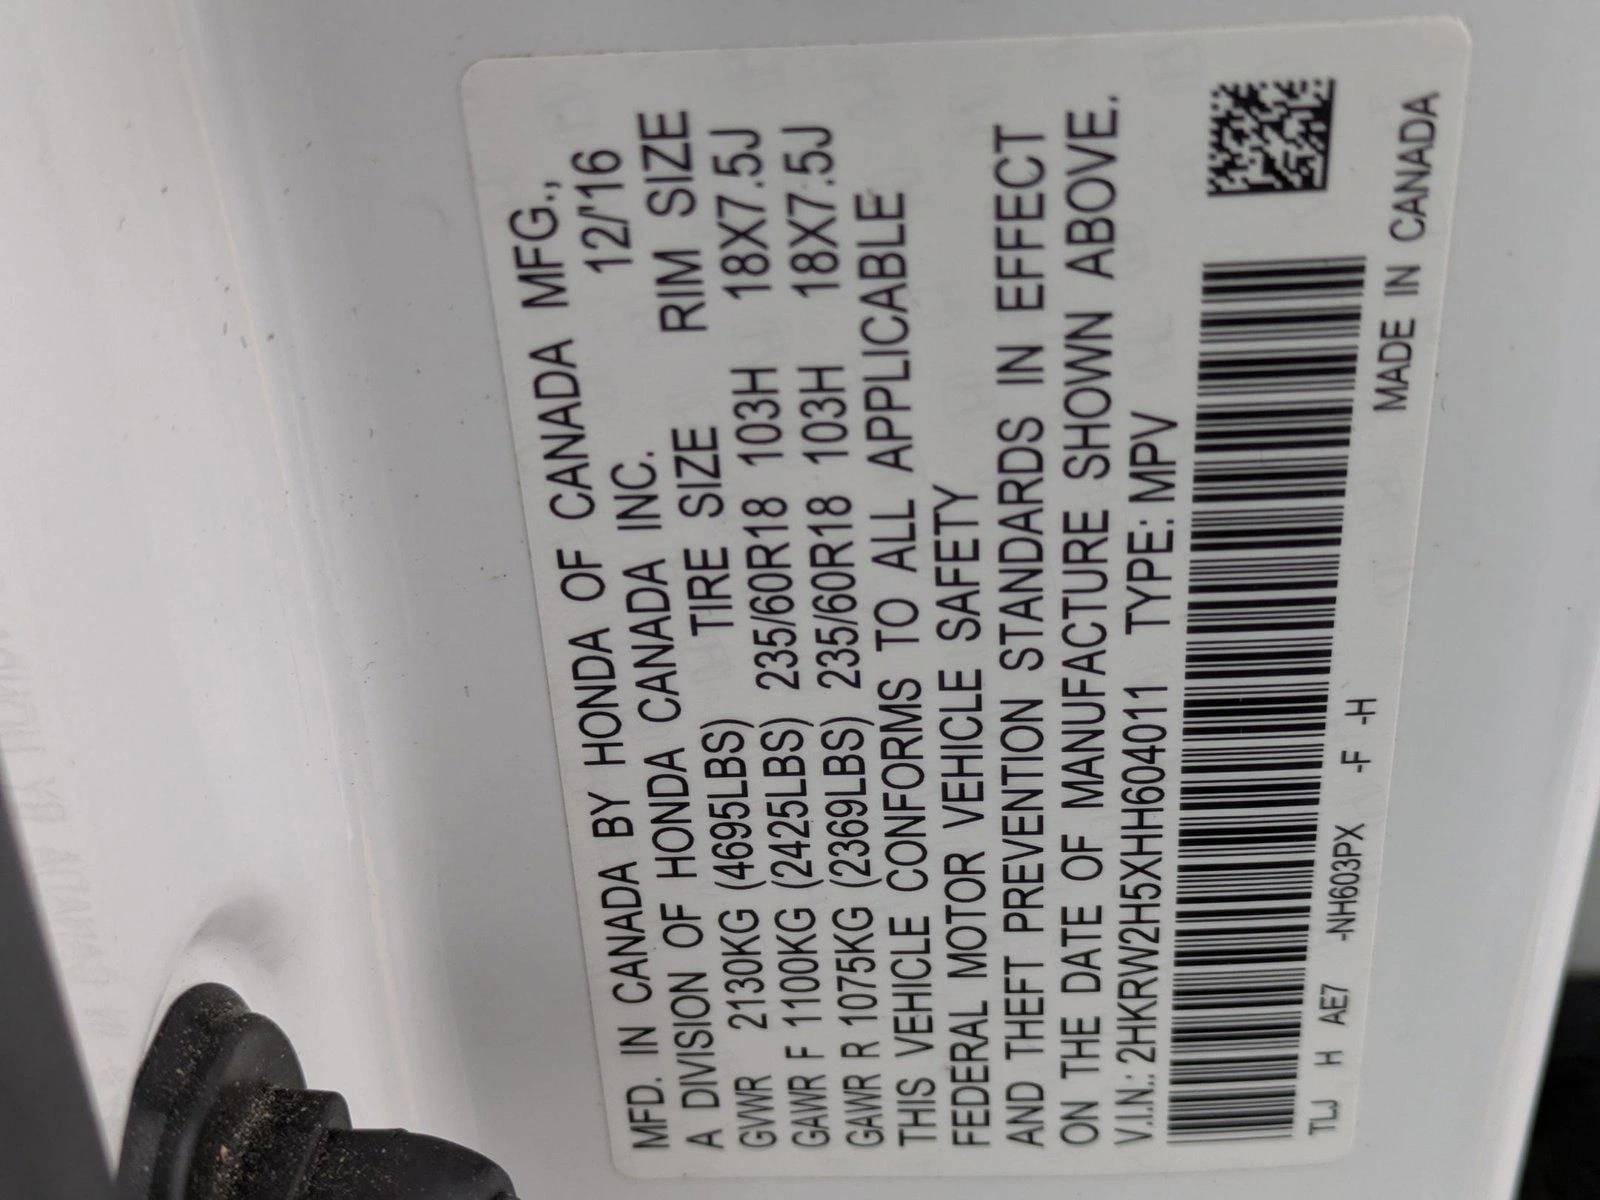 MFD. IN CANADA BY HONDA OF CANADA MFG.,
A DIVISION OF HONDA CANADA INC. 12/'16
TIRE SIZE RIM SIZE
GVWR 2130KG (4695LBS)
GAWR F 1100KG (2425LBS) 235/60R18 103H 18X7.5J
GAWR R 1075KG (2369LBS) 235/60R18 103H 18X7.5J
THIS VEHICLE CONFORMS TO ALL APPLICABLE
FEDERAL MOTOR VEHICLE SAFETY
AND THEFT PREVENTION STANDARDS IN EFFECT
ON THE DATE OF MANUFACTURE SHOWN ABOVE.
V.I.N.: 2HKRW2H5XHH604011 TYPE: MPV
TLJ H AE7 -NH603PX -F -H MADE IN CANADA